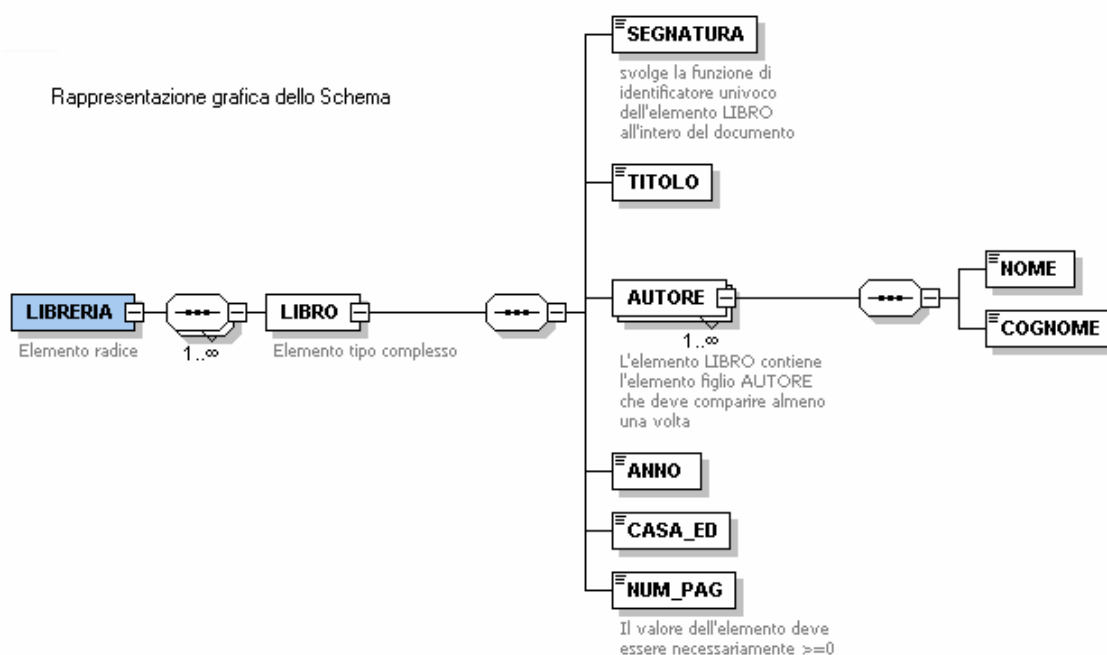 Rappresentazione grafica dello Schema
LIBRERIA
Elemento radice
1..∞
LIBRO
Elemento tipo complesso
SEGNATURA
svolge la funzione di
identificatore univoco
dell'elemento LIBRO
all'intero del documento
TITOLO
AUTORE
1..∞
L'elemento LIBRO contiene
l'elemento figlio AUTORE
che deve comparire almeno
una volta
NOME
COGNOME
ANNO
CASA_ED
NUM_PAG
Il valore dell'elemento deve
essere necessariamente >=0